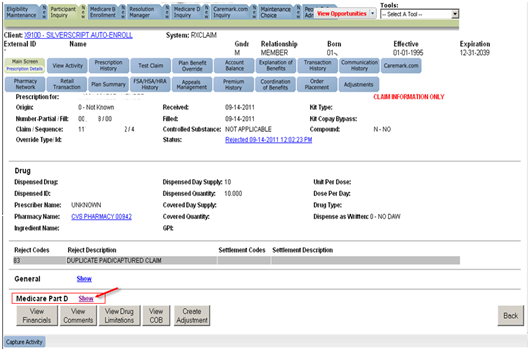 Eligibility Maintenance
Participant Inquiry
Medicare B Enrollment
Resolution Manager
Medicare D Inquiry
Caremark.com Inquiry
Maintenance Choice
View Opportunities
Tools:
-- Select A Tool --
Client: X9100 - SILVERSCRIPT AUTO-ENROLL System: RXCLAIM
External ID Name Gndr Relationship Born Effective Expiration
M MEMBER 01-, 01-01-1995 12-31-2039
Main Screen
Prescription Details
View Activity
Prescription History
Test Claim
Plan Benefit Override
Account Balance
Explanation of Benefits
Transaction History
Communication History
Caremark.com
Pharmacy Network
Retail Transaction
Plan Summary
FSA/HSA/HRA History
Appeals Management
Premium History
Coordination of Benefits
Order Placement
Adjustments
Prescription for: CLAIM INFORMATION ONLY
Origin: 0 - Not Known Received: 09-14-2011 Kit Type:
Number-Partial / Fill: 00 8 / 00 Filled: 09-14-2011 Kit Copay Bypass:
Claim / Sequence: 11 2 / 4 Controlled Substance: NOT APPLICABLE Compound: N - NO
Override Type / Id: Status: Rejected 09-14-2011 12:02:23 PM
Drug
Dispensed Drug: Dispensed Day Supply: 10 Unit Per Dose:
Dispensed ID: Dispensed Quantity: 10.000 Dose Per Day:
Prescriber Name: UNKNOWN Covered Day Supply: Drug Type:
Pharmacy Name: CVS PHARMACY 00942 Covered Quantity: Dispense as Written: 0 - NO DAW
Ingredient Name: GPI:
Reject Codes Reject Description Settlement Codes Settlement Description
83 DUPLICATE PAID/CAPTURED CLAIM
General Show
Medicare Part D Show
View Financials
View Comments
View Drug Limitations
View COB
Create Adjustment
Back
Capture Activity